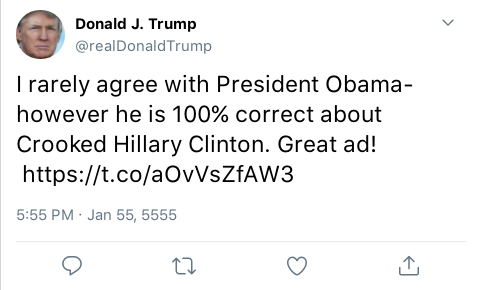 Donald J. Trump
@realDonaldTrump
I rarely agree with President Obama-
however he is 100% correct about
Crooked Hillary Clinton. Great ad!
https://t.co/aOvVsZfAW3
5:55 PM · Jan 55, 5555